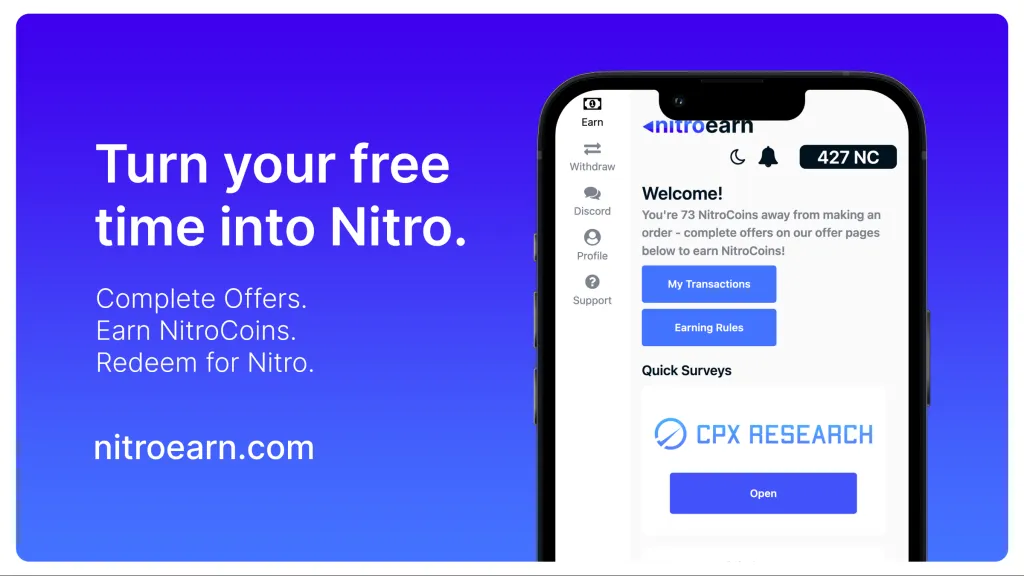 Turn your free
time into Nitro.
Complete Offers.
Earn NitroCoins.
Redeem for Nitro.
nitroearn.com
Earn
Withdraw
Discord
Profile
Support
nitroearn
427 NC
Welcome!
You're 73 NitroCoins away from making an
order - complete offers on our offer pages
below to earn NitroCoins!
My Transactions
Earning Rules
Quick Surveys
CPX RESEARCH
Open